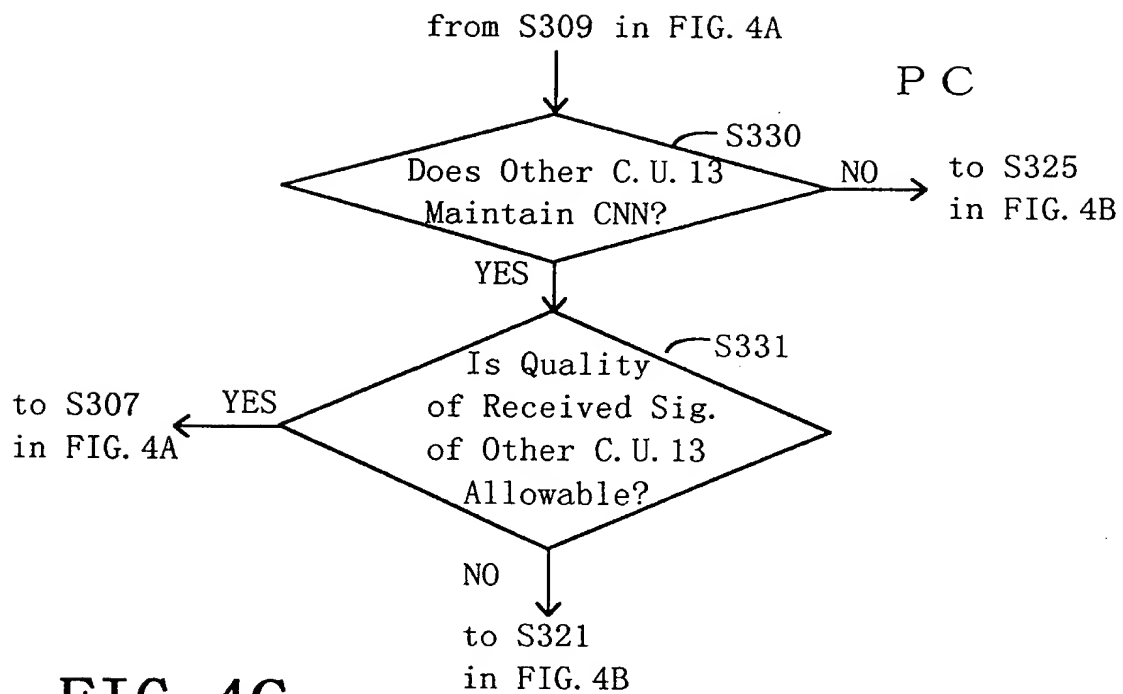 from S309 in FIG. 4A
P C
S330
Does Other C. U. 13
Maintain CNN?
NO
to S325
in FIG. 4B
YES
S331
Is Quality
of Received Sig.
of Other C. U. 13
Allowable?
YES
to S307
in FIG. 4A
NO
to S321
in FIG. 4B
FIG. 4C